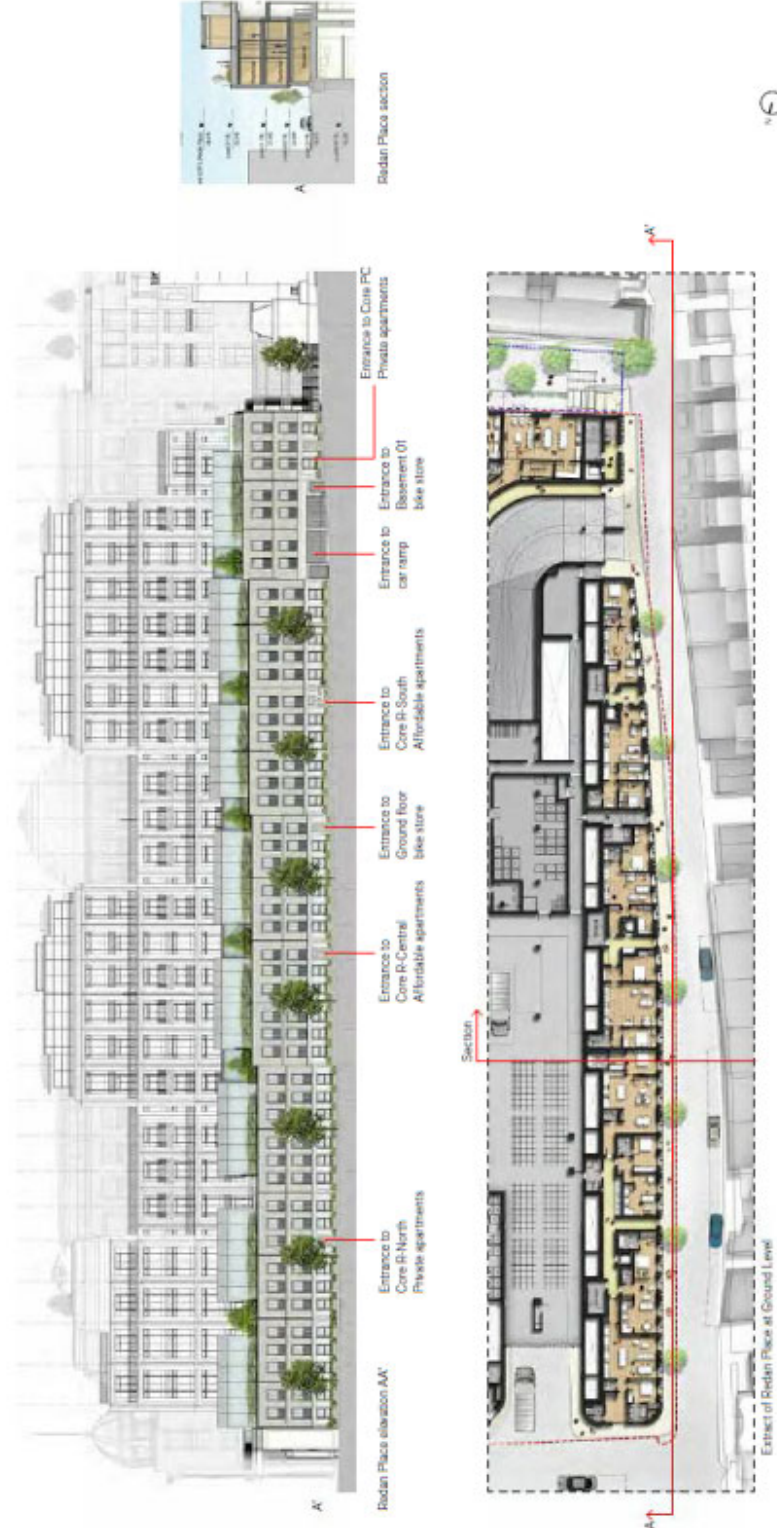 Redan Place section
A
Entrance to Core PC
Private apartments
Entrance to
Basement 01
bike store
Entrance to
car ramp
Entrance to
Core R-South
Affordable apartments
Entrance to
Ground floor
bike store
Entrance to
Core R-Central
Affordable apartments
Entrance to
Core R-North
Private apartments
A'
Redan Place elevation AA'
N
A'
Section
A
Extract of Redan Place at Ground Level